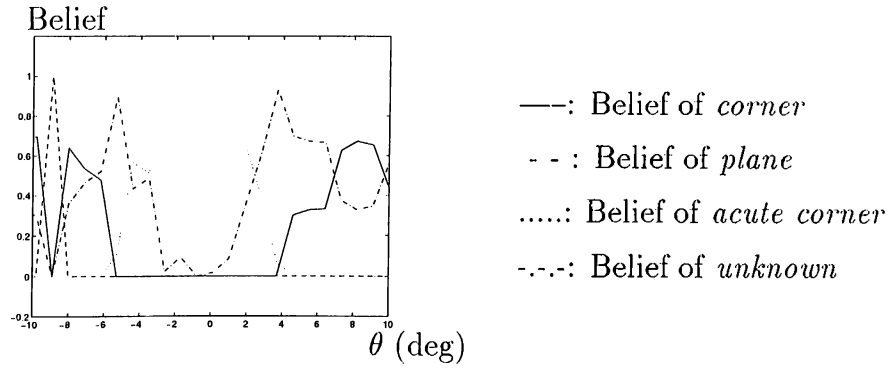 Belief
1
0.8
0.6
0.4
0.2
0
-0.2
-10 -8 -6 -4 -2 0 2 4 6 8 10
θ (deg)
——: Belief of corner
- - : Belief of plane
.....: Belief of acute corner
-.-.-: Belief of unknown